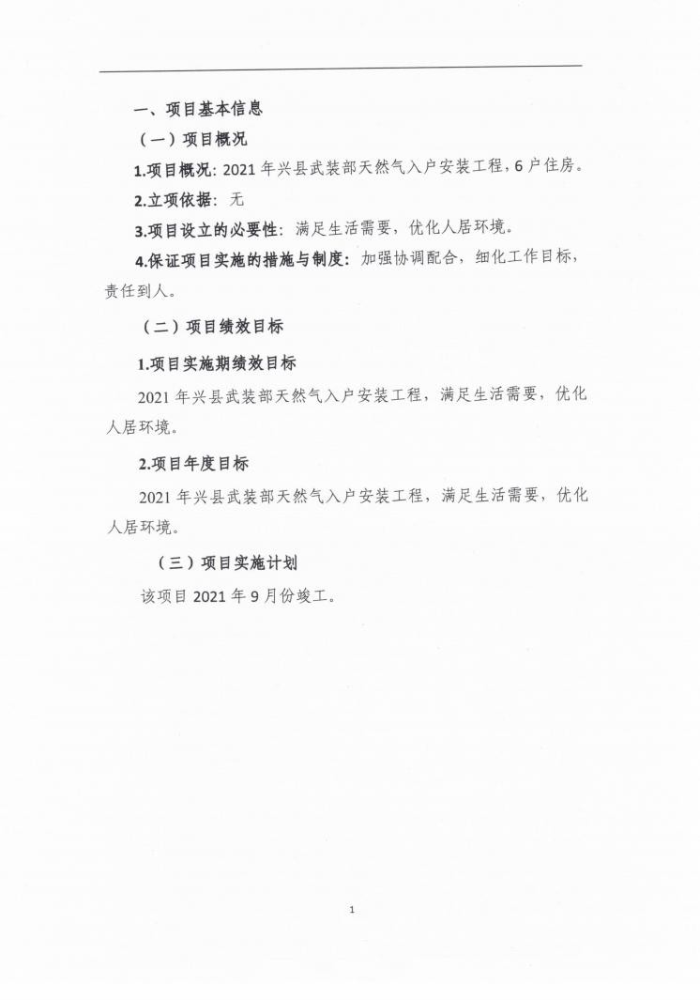 一、项目基本信息
（一）项目概况
1.项目概况：2021 年兴县武装部天然气入户安装工程，6 户住房。
2.立项依据：无
3.项目设立的必要性：满足生活需要，优化人居环境。
4.保证项目实施的措施与制度：加强协调配合，细化工作目标，
责任到人。
（二）项目绩效目标
1.项目实施期绩效目标
2021 年兴县武装部天然气入户安装工程，满足生活需要，优化
人居环境。
2.项目年度目标
2021 年兴县武装部天然气入户安装工程，满足生活需要，优化
人居环境。
（三）项目实施计划
该项目 2021 年 9 月份竣工。
1